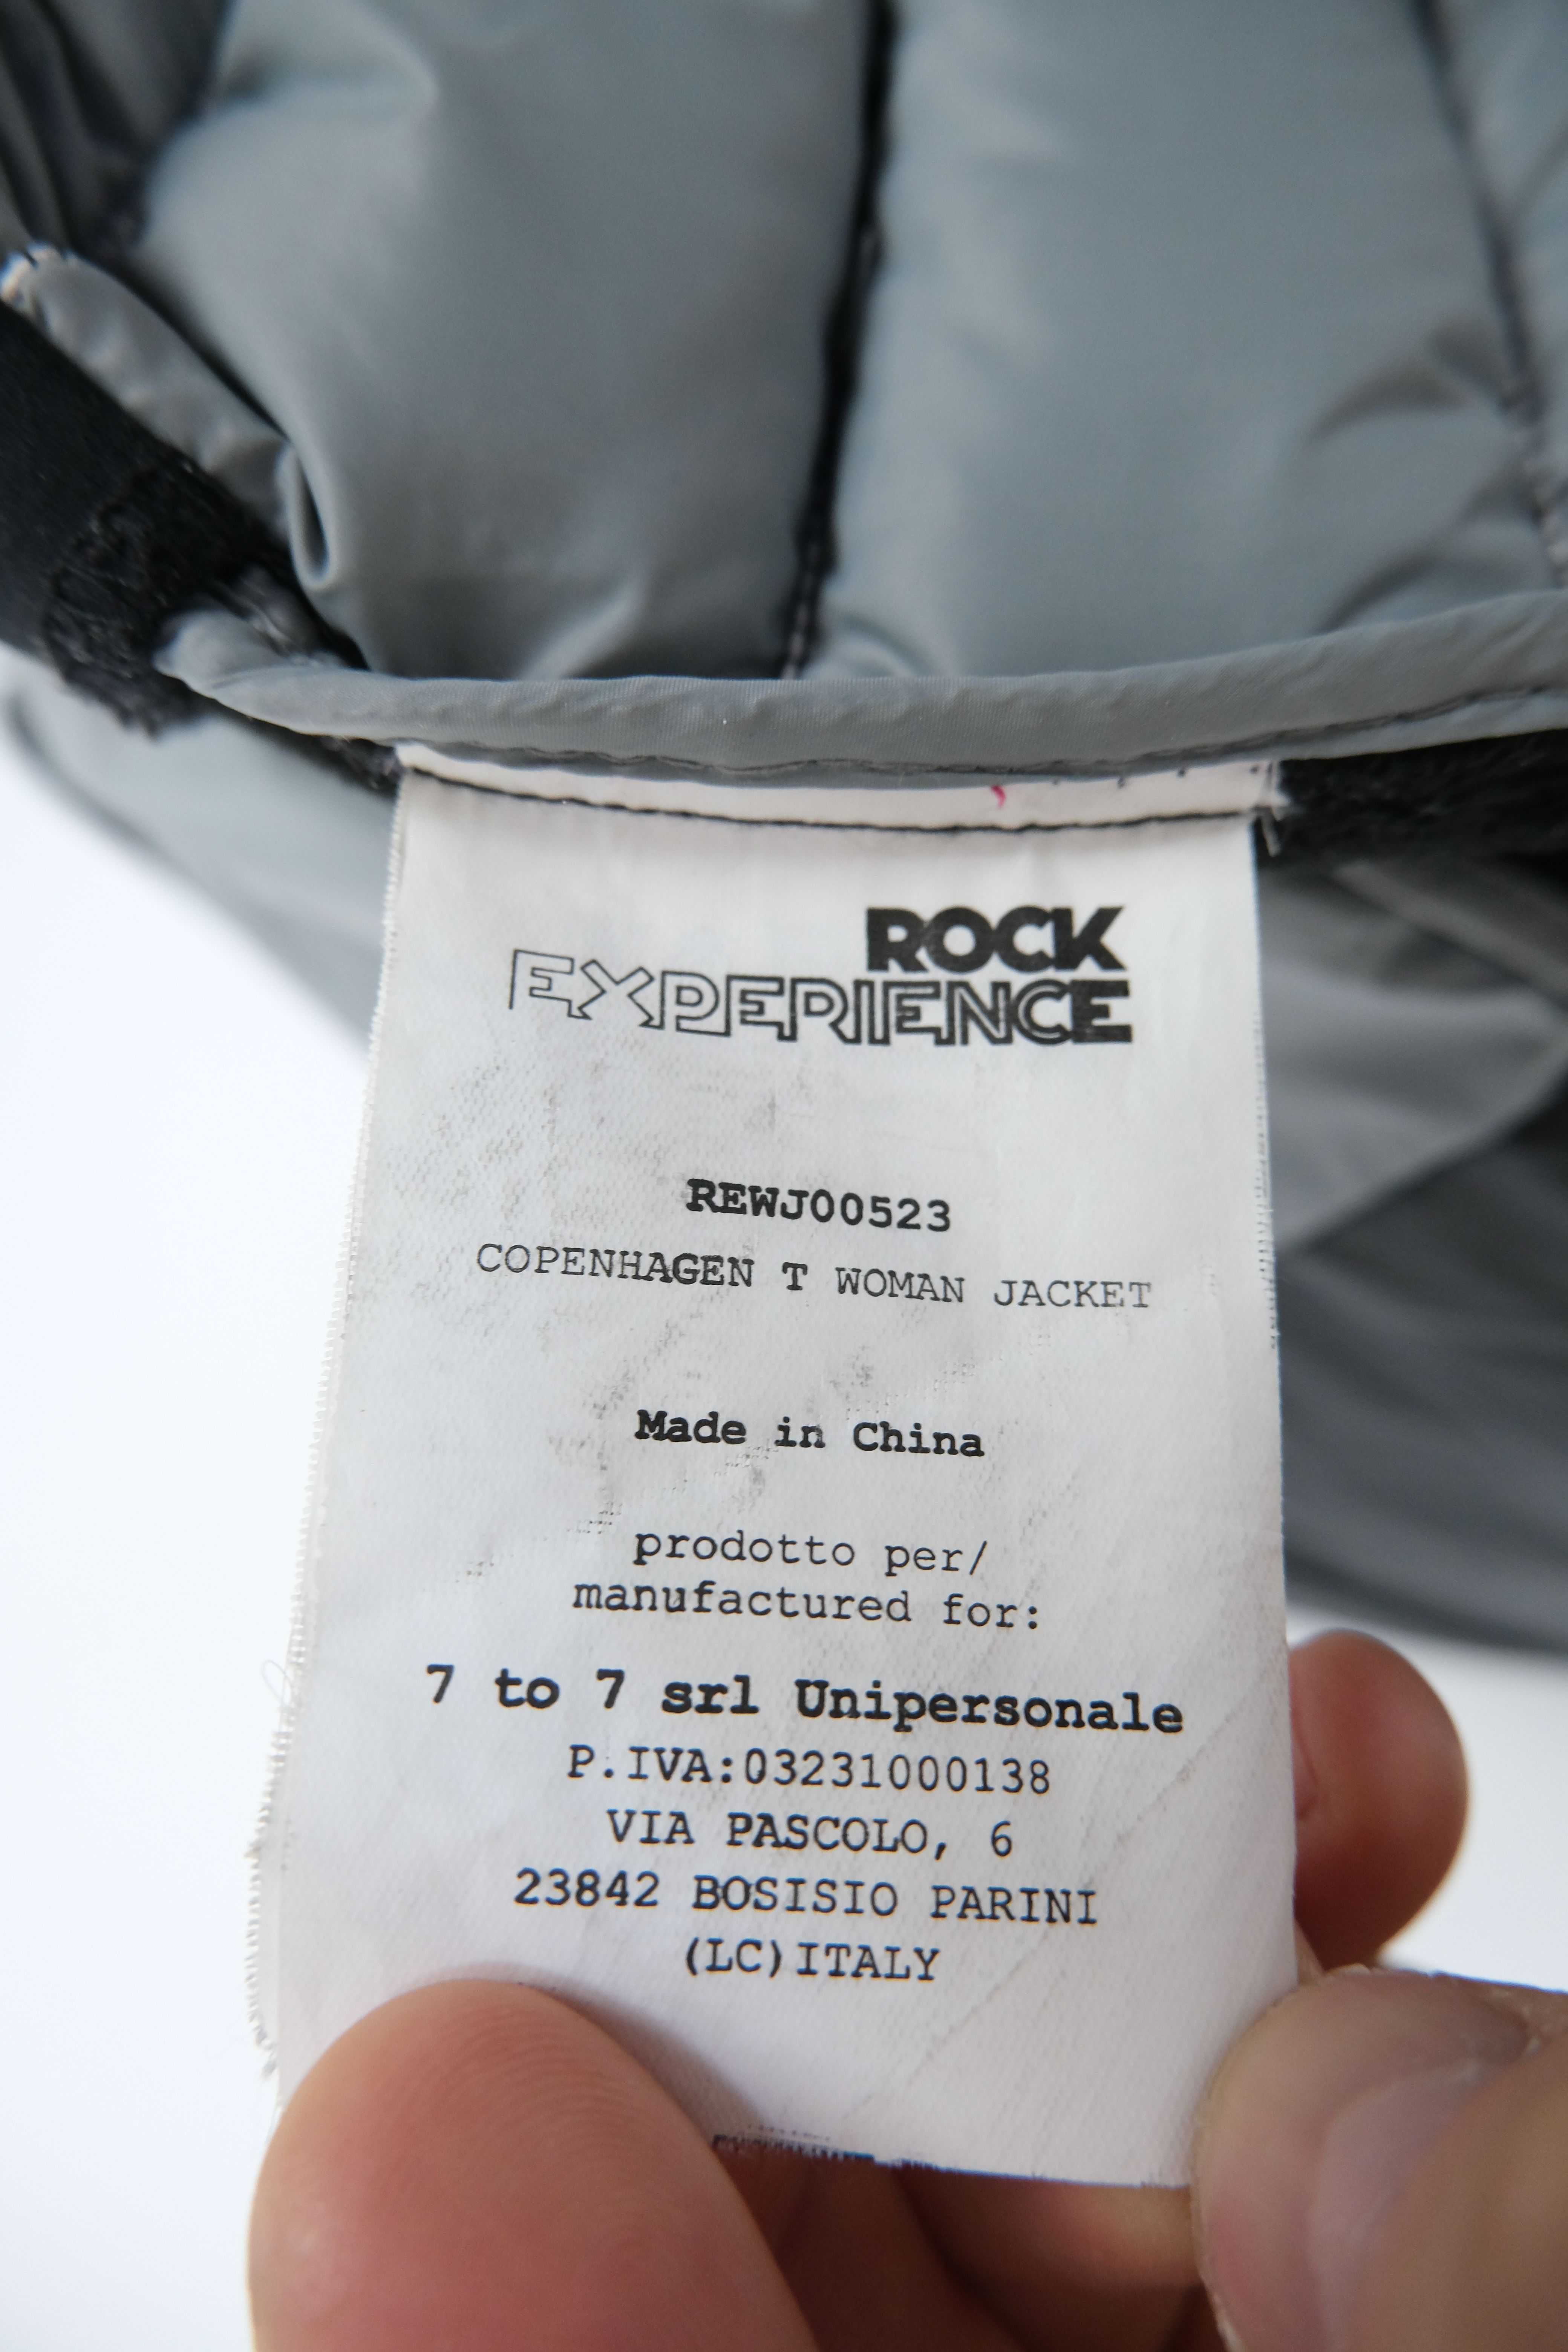 ROCK
EXPERIENCE
REWJ00523
COPENHAGEN T WOMAN JACKET
Made in China
prodotto per/
manufactured for:
7 to 7 srl Unipersonale
P.IVA:03231000138
VIA PASCOLO, 6
23842 BOSISIO PARINI
(LC)ITALY